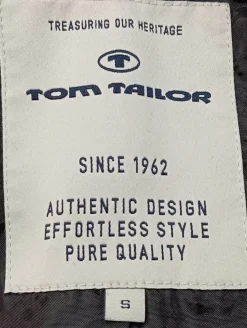 TREASURING OUR HERITAGE
T
TOM TAILOR
SINCE 1962
AUTHENTIC DESIGN
EFFORTLESS STYLE
PURE QUALITY
S